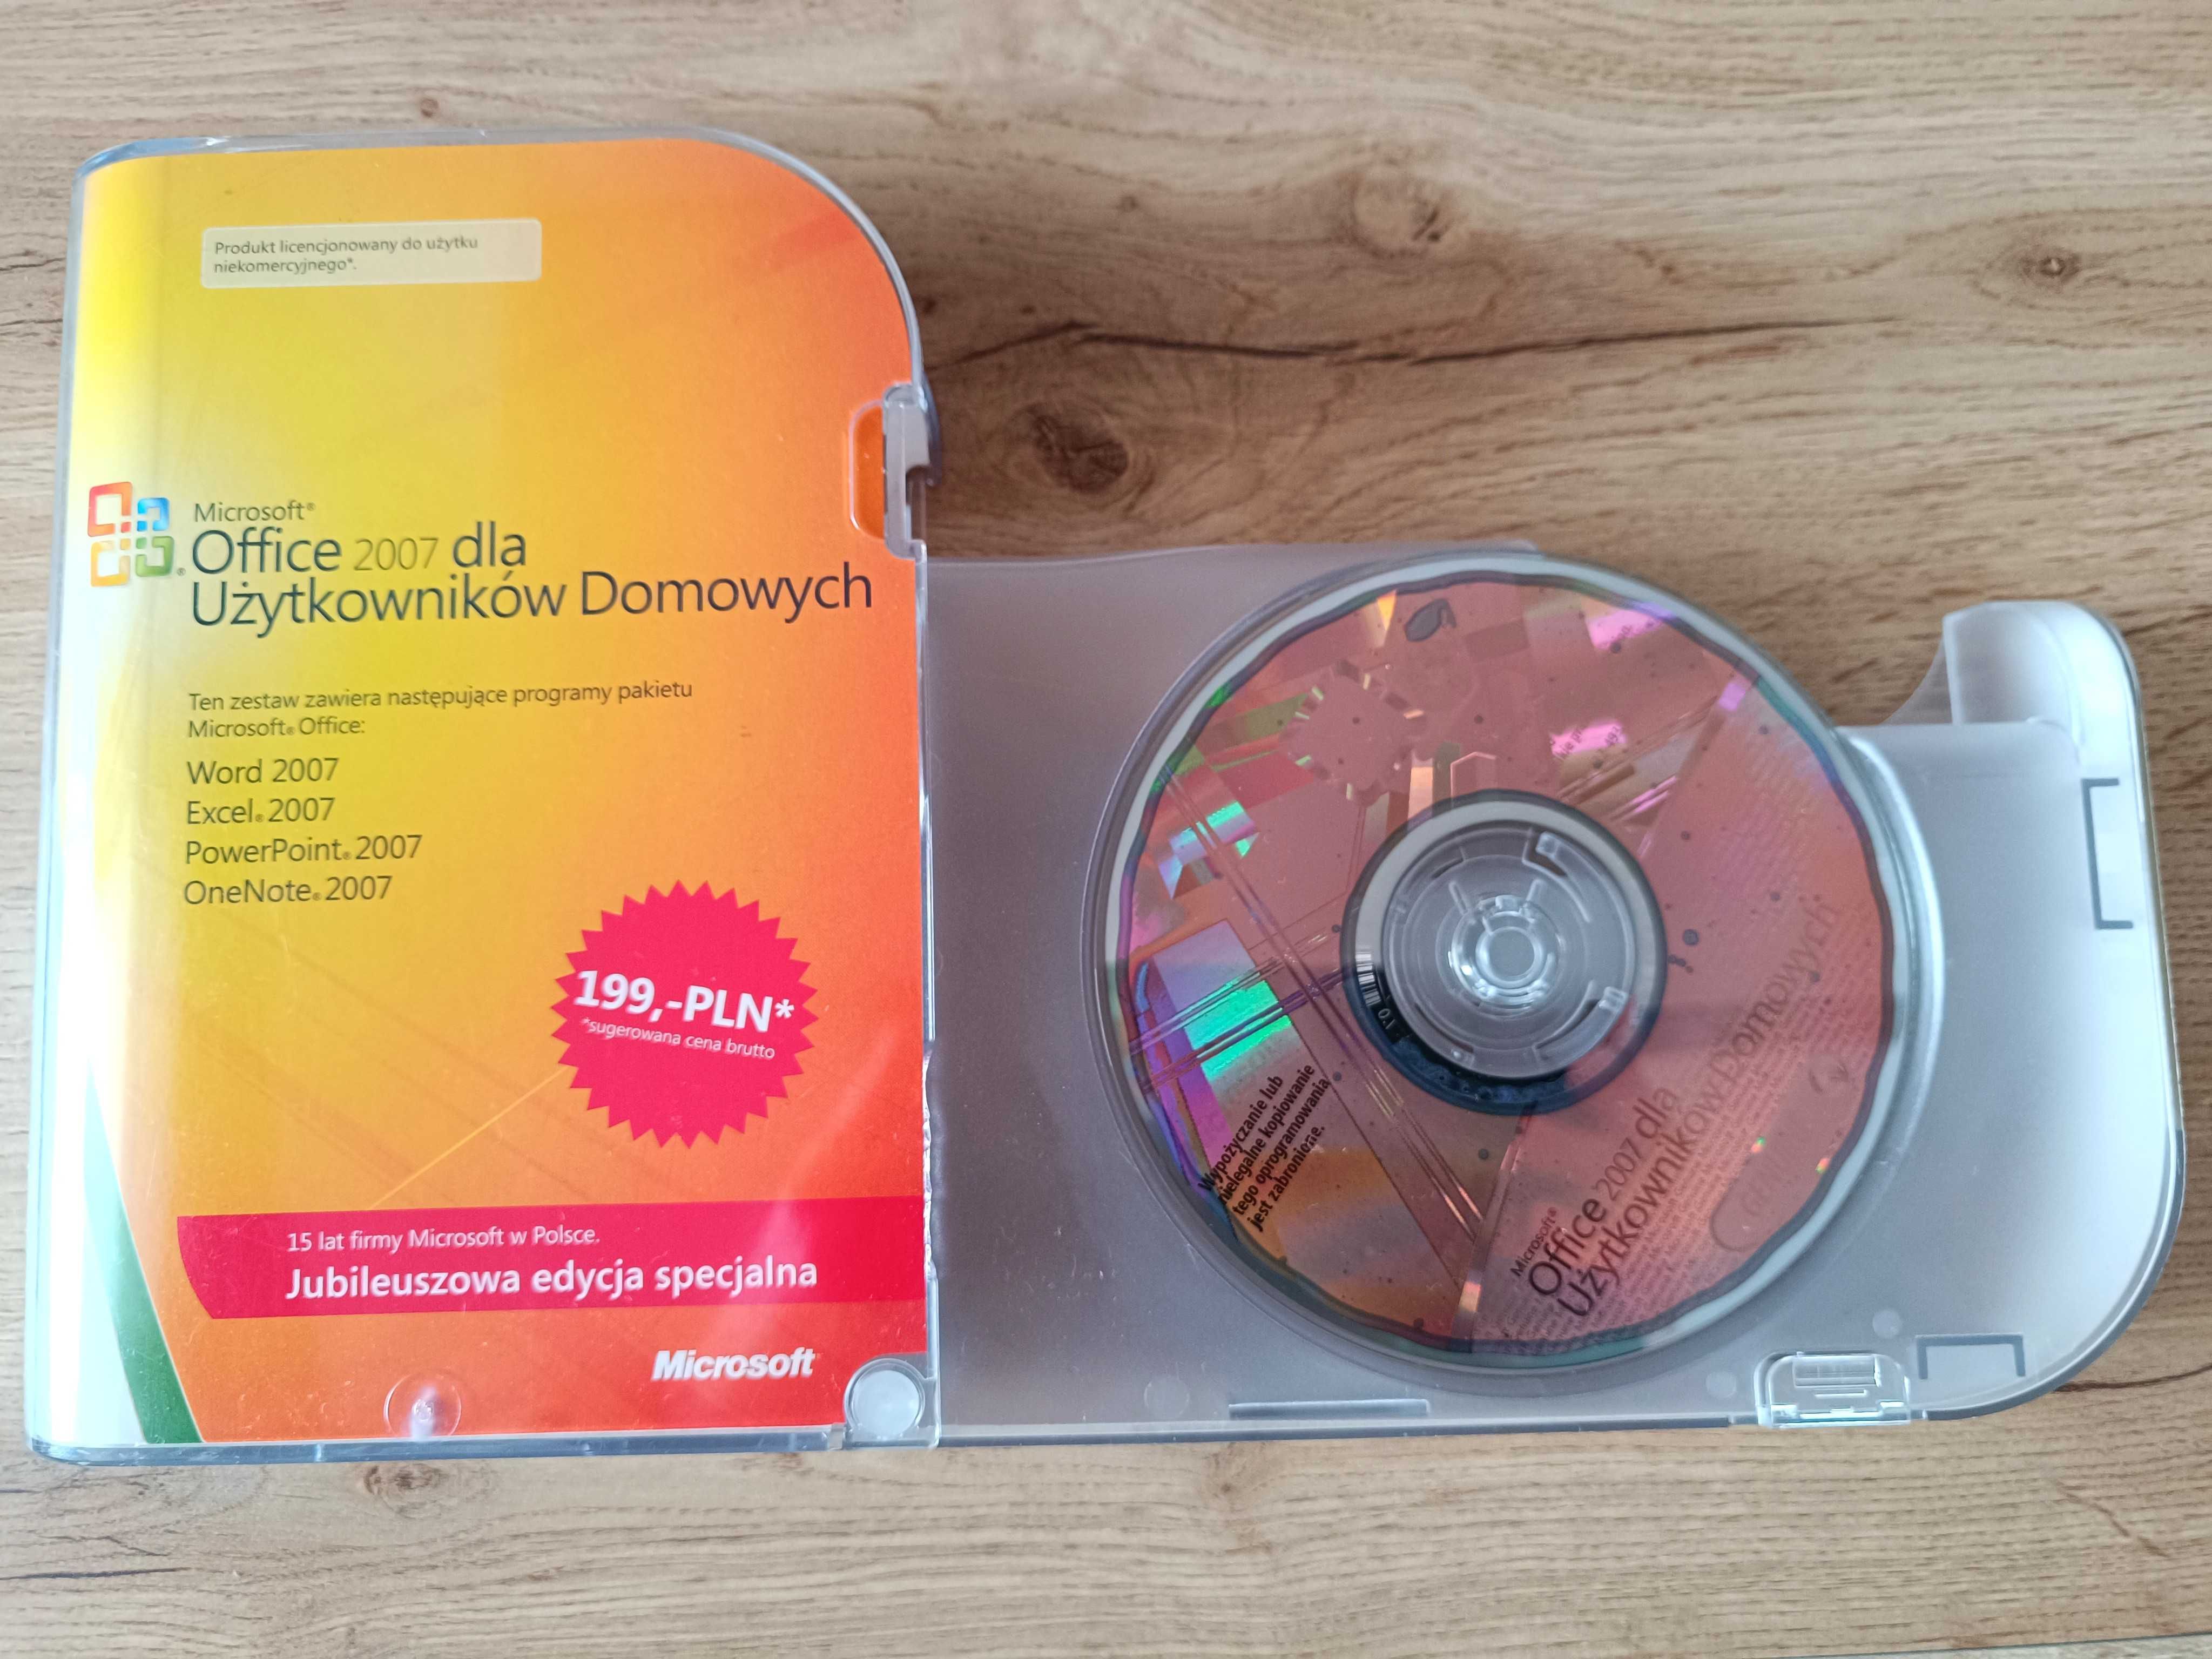 Produkt licencjonowany do użytku
niekomercyjnego*.
Microsoft®
Office 2007 dla
Użytkowników Domowych
Ten zestaw zawiera następujące programy pakietu
Microsoft® Office:
Word 2007
Excel® 2007
PowerPoint® 2007
OneNote® 2007
199,-PLN*
*sugerowana cena brutto
15 lat firmy Microsoft w Polsce.
Jubileuszowa edycja specjalna
Microsoft
Wypożyczanie lub
nielegalne kopiowanie
tego oprogramowania
jest zabronione.
Microsoft®
Office 2007 dla
Użytkowników Domowych